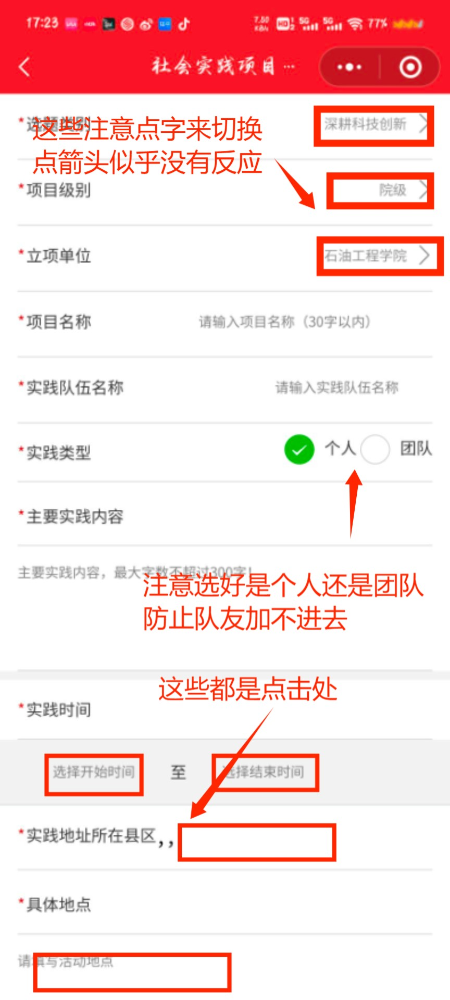 17:23
7.50 KB/s HD 1 2 5G 5G 77%
社会实践项目…
*选题类别
深耕科技创新
这些注意点字来切换
点箭头似乎没有反应
*项目级别
院级
*立项单位
石油工程学院
*项目名称
请输入项目名称（30字以内）
*实践队伍名称
请输入实践队伍名称
*实践类型
个人 团队
*主要实践内容
主要实践内容，最大字数不超过300字!
注意选好是个人还是团队
防止队友加不进去
这些都是点击处
*实践时间
选择开始时间 至 选择结束时间
*实践地址所在县区, ,
*具体地点
请填写活动地点